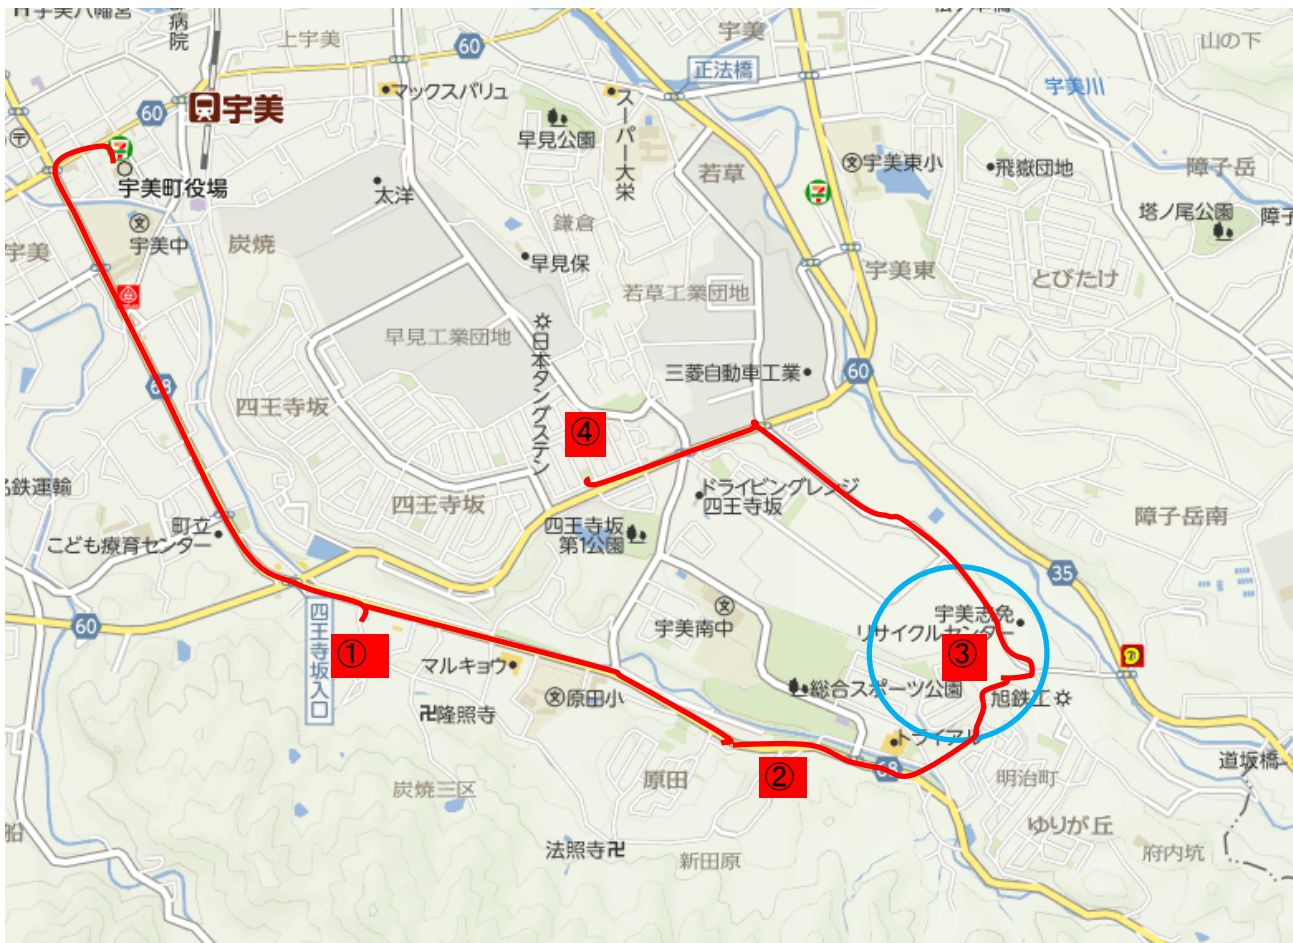 宇美八幡宮
病院
上宇美
60
宇美
正法橋
山の下
宇美川
マックスバリュ
スーパー大栄
早見公園
60
宇美
若草
文宇美東小
飛嶽団地
障子岳
宇美町役場
太洋
塔ノ尾公園
障子
文
宇美中
鎌倉
宇美
炭焼
早見保
宇美東
とびたけ
若草工業団地
早見工業団地
日本タングステン
三菱自動車工業
60
68
四王寺坂
④
名鉄運輸
四王寺坂
ドライビングレンジ
四王寺坂
町立
こども療育センター
四王寺坂
第1公園
障子岳南
35
60
四王寺坂入口
文
宇美南中
宇美志免
リサイクルセンター
①
③
マルキョウ
総合スポーツ公園
旭鉄工
文原田小
卍隆照寺
トライアル
68
道坂橋
原田
②
明治町
炭焼三区
ゆりが丘
船
法照寺卍
新田原
府内坑